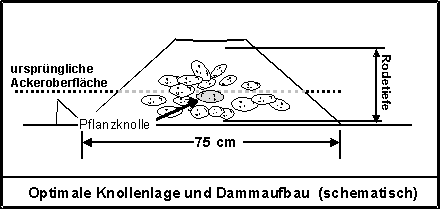 ursprüngliche
Ackeroberfläche
Rodetiefe
Pflanzknolle
75 cm
Optimale Knollenlage und Dammaufbau (schematisch)